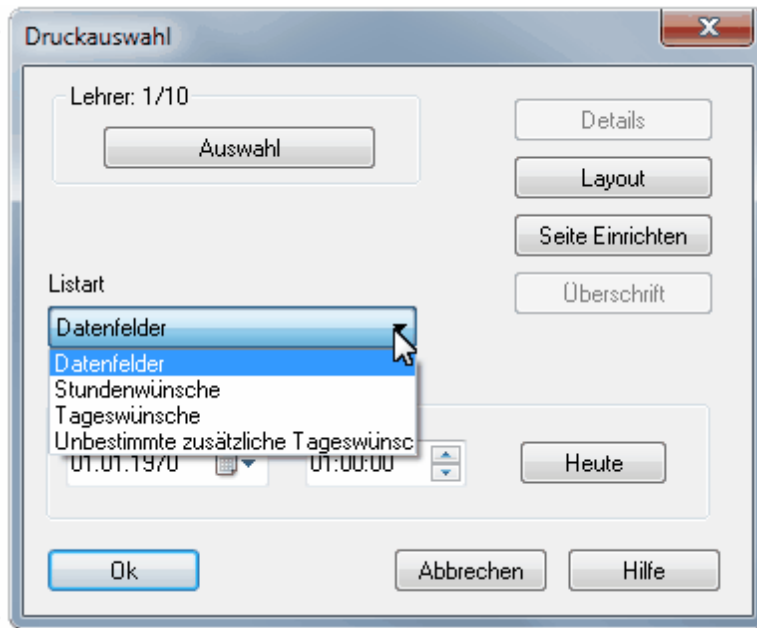 Druckauswahl
Lehrer: 1/10
Auswahl
Details
Layout
Seite Einrichten
Überschrift
Listart
Datenfelder
Datenfelder
Stundenwünsche
Tageswünsche
Unbestimmte zusätzliche Tageswünsc
01.01.1970 01:00:00 Heute
Ok Abbrechen Hilfe